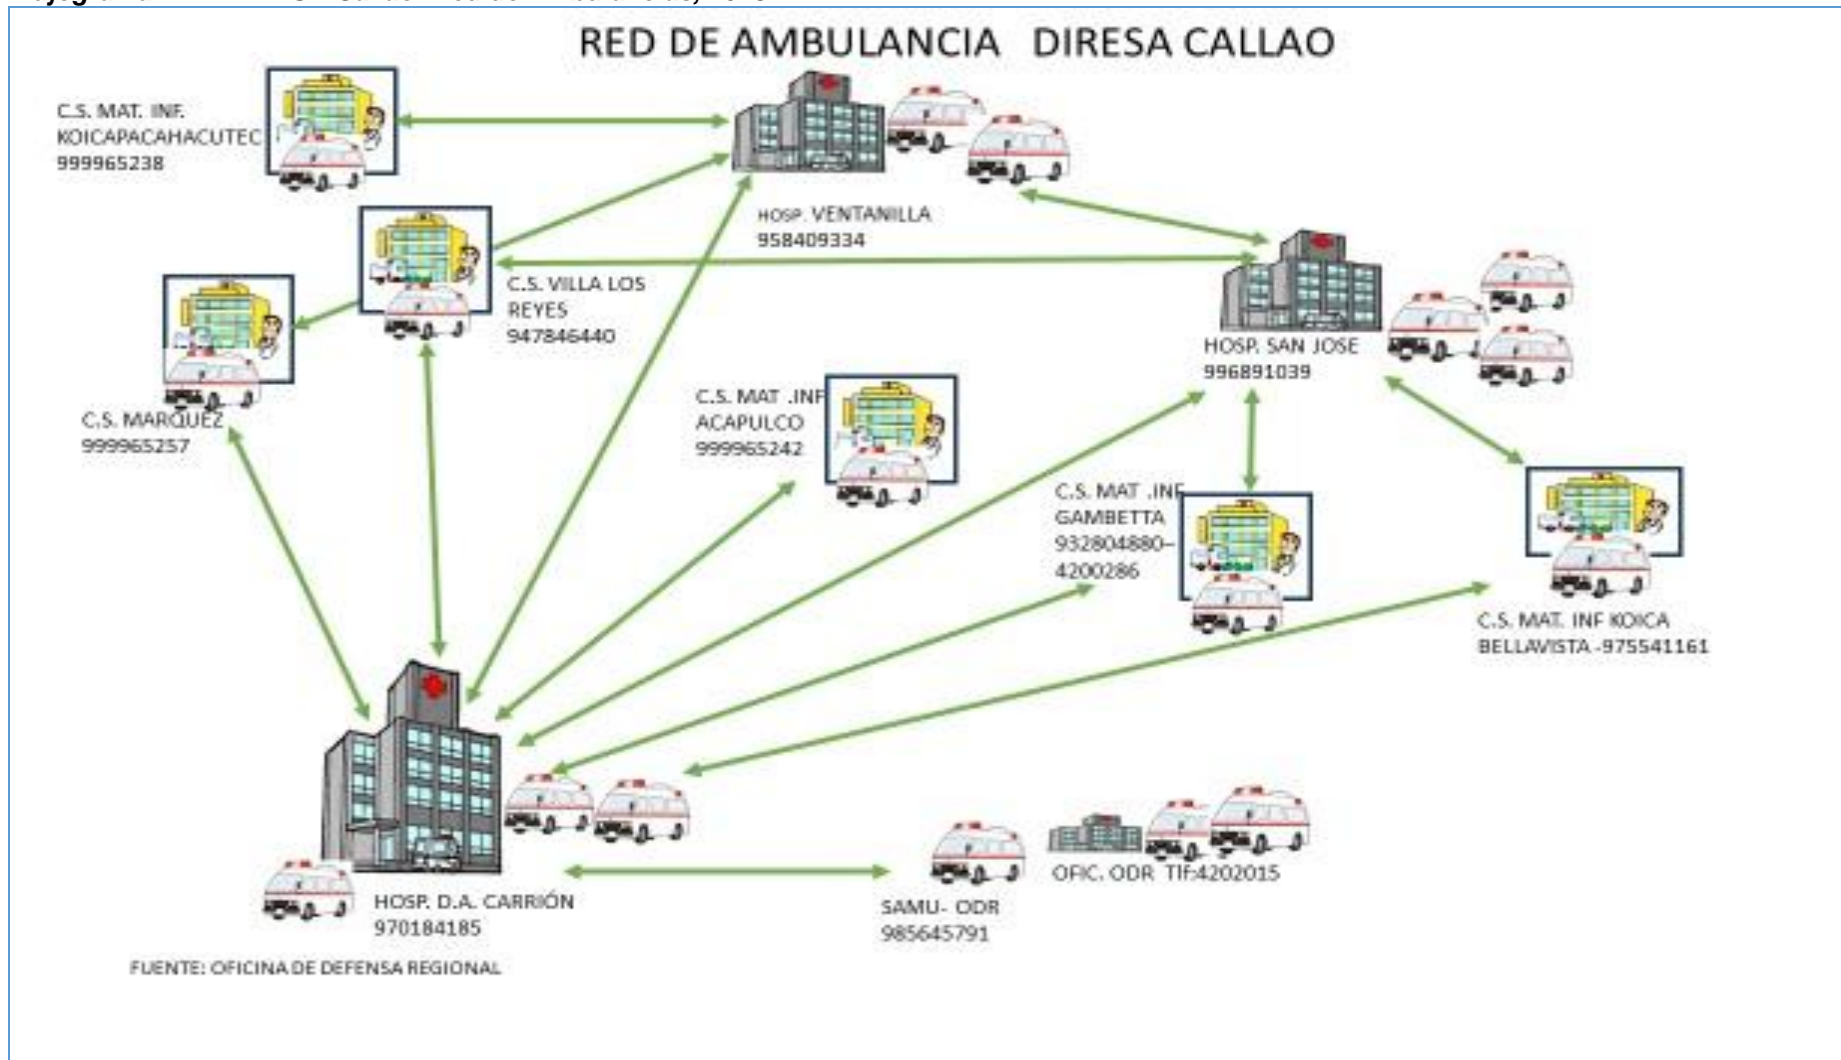 RED DE AMBULANCIA DIRESA CALLAO
C.S. MAT. INF.
KOICAPACAHACUTEC
999965238
HOSP. VENTANILLA
958409334
C.S. VILLA LOS
REYES
947846440
HOSP. SAN JOSE
996891039
C.S. MARQUEZ
999965257
C.S. MAT .INF
ACAPULCO
999965242
C.S. MAT .INF
GAMBETTA
932804880–
4200286
C.S. MAT. INF KOICA
BELLAVISTA -975541161
HOSP. D.A. CARRIÓN
970184185
SAMU- ODR
985645791
OFIC. ODR Tlf:4202015
FUENTE: OFICINA DE DEFENSA REGIONAL